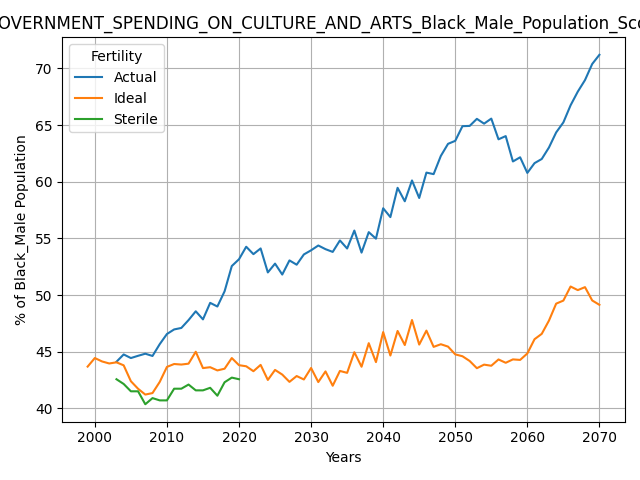 OVERNMENT_SPENDING_ON_CULTURE_AND_ARTS_Black_Male_Population_Sc
Fertility
Actual
Ideal
Sterile
% of Black_Male Population
70
65
60
55
50
45
40
2000 2010 2020 2030 2040 2050 2060 2070
Years